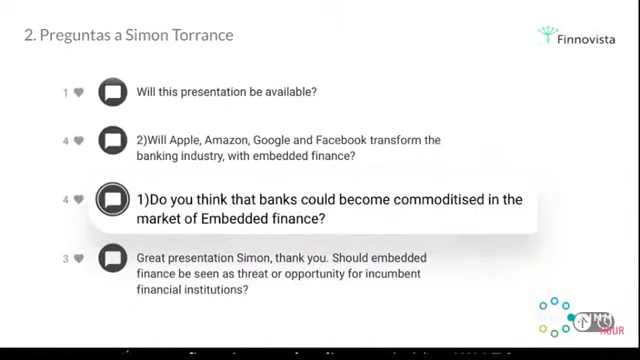 2. Preguntas a Simon Torrance
Finnovista
1
Will this presentation be available?
4
2)Will Apple, Amazon, Google and Facebook transform the
banking industry, with embedded finance?
4
1)Do you think that banks could become commoditised in the
market of Embedded finance?
3
Great presentation Simon, thank you. Should embedded
finance be seen as threat or opportunity for incumbent
financial institutions?
HOUR